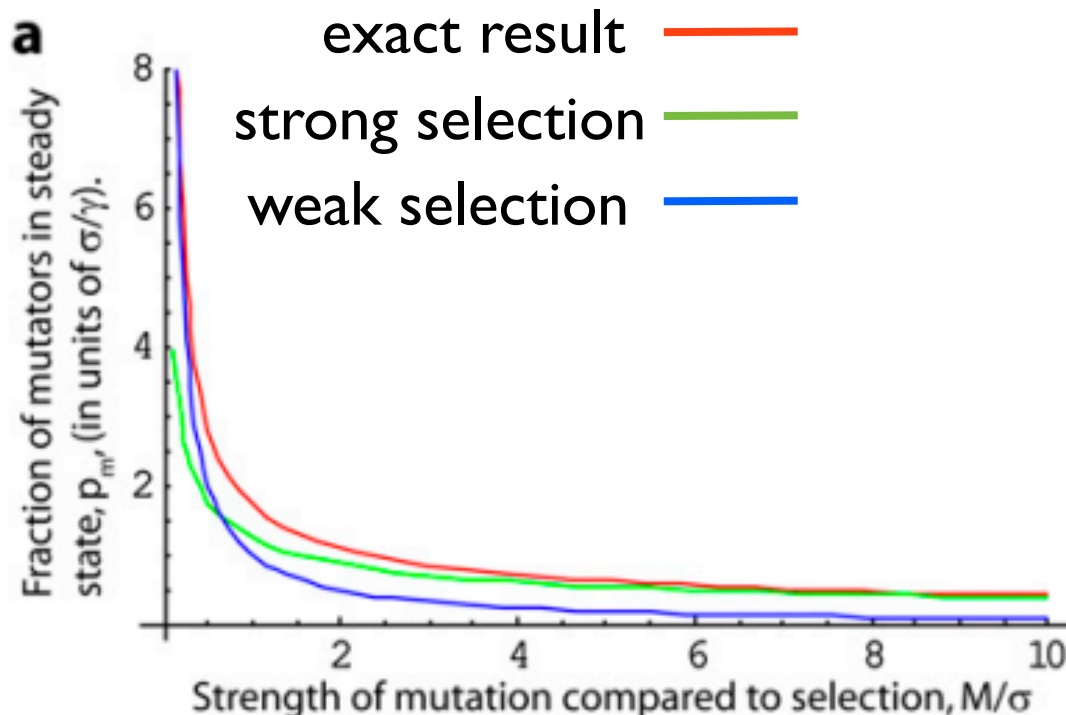 a
exact result
strong selection
weak selection
Fraction of mutators in steady
state, pₘ, (in units of σ/γ).
8
6
4
2
2 4 6 8 10
Strength of mutation compared to selection, M/σ